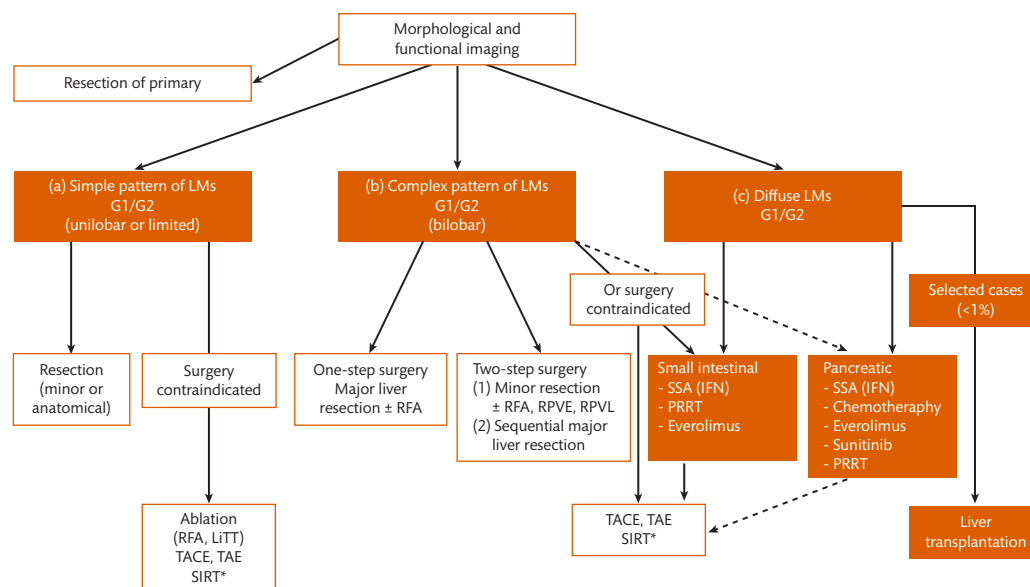 Morphological and
functional imaging
Resection of primary
(a) Simple pattern of LMs
G1/G2
(unilobar or limited)
(b) Complex pattern of LMs
G1/G2
(bilobar)
(c) Diffuse LMs
G1/G2
Or surgery
contraindicated
Selected cases
(<1%)
Resection
(minor or
anatomical)
Surgery
contraindicated
One-step surgery
Major liver
resection ± RFA
Two-step surgery
(1) Minor resection
± RFA, RPVE, RPVL
(2) Sequential major
liver resection
Small intestinal
- SSA (IFN)
- PRRT
- Everolimus
Pancreatic
- SSA (IFN)
- Chemotheraphy
- Everolimus
- Sunitinib
- PRRT
Ablation
(RFA, LiTT)
TACE, TAE
SIRT*
TACE, TAE
SIRT*
Liver
transplantation